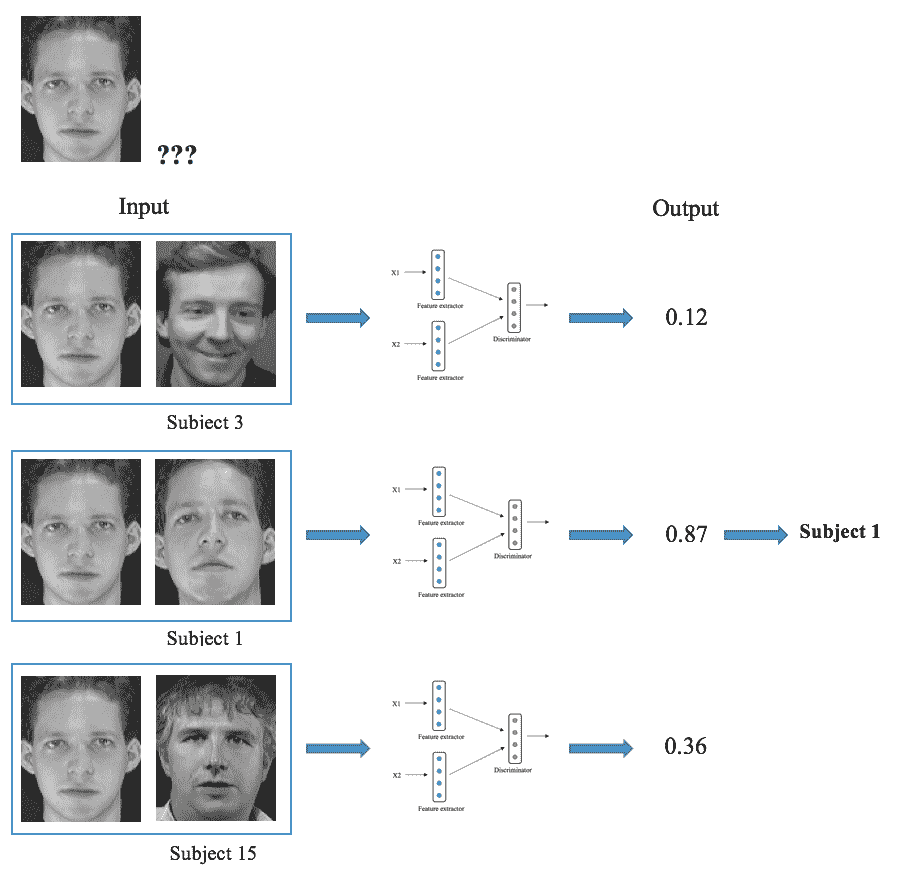 ???
Input
Output
X1
Feature extractor
X2
Discriminator
Feature extractor
0.12
Subject 3
X1
Feature extractor
X2
Discriminator
Feature extractor
0.87
Subject 1
Subject 1
X1
Feature extractor
X2
Discriminator
Feature extractor
0.36
Subject 15